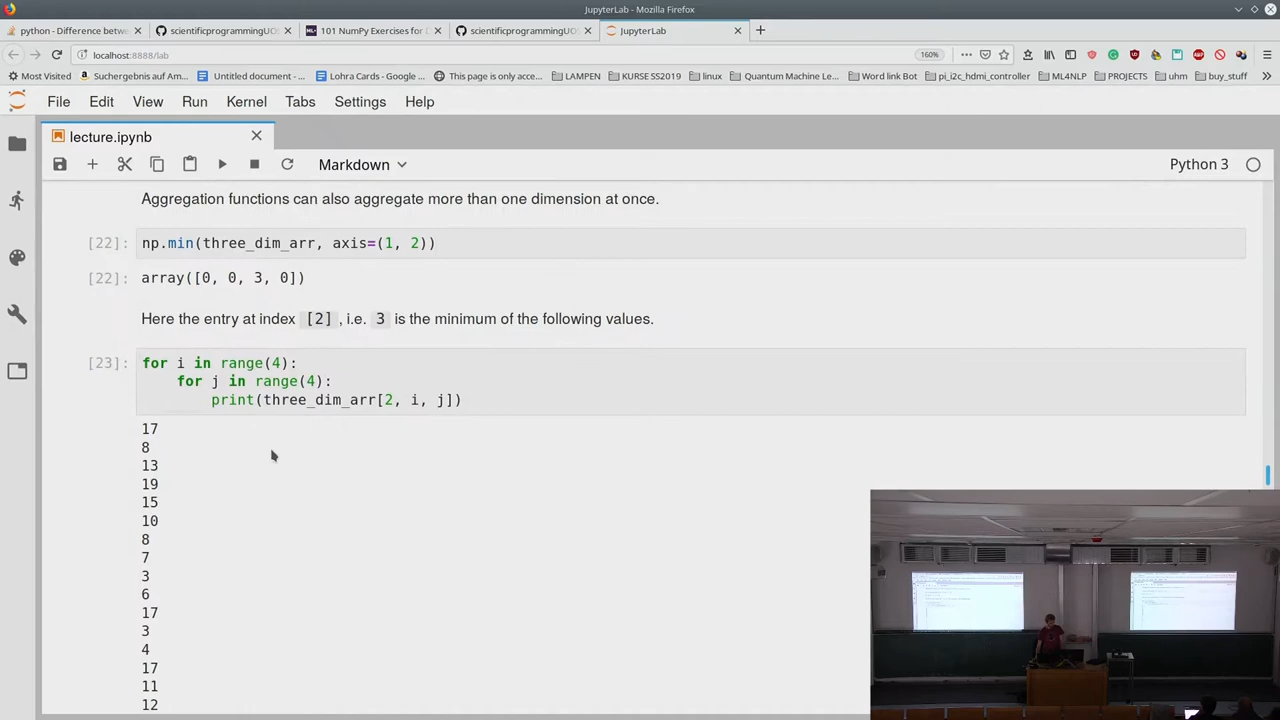 JupyterLab - Mozilla Firefox
python - Difference betwe
scientificprogrammingUO
101 NumPy Exercises for D
scientificprogrammingUO
JupyterLab
localhost:8888/lab
160%
Most Visited
Suchergebnis auf Am...
Untitled document - ...
Lohra Cards - Google ...
This page is only acce...
LAMPEN
KURSE SS2019
linux
Quantum Machine Le...
Word link Bot
pi_i2c_hdmi_controller
ML4NLP
PROJECTS
uhm
buy_stuff
File Edit View Run Kernel Tabs Settings Help
lecture.ipynb
Markdown
Python 3
Aggregation functions can also aggregate more than one dimension at once.
[22]: np.min(three_dim_arr, axis=(1, 2))
[22]: array([0, 0, 3, 0])
Here the entry at index [2], i.e. 3 is the minimum of the following values.
[23]: for i in range(4):
for j in range(4):
print(three_dim_arr[2, i, j])
17
8
13
19
15
10
8
7
3
6
17
3
4
17
11
12